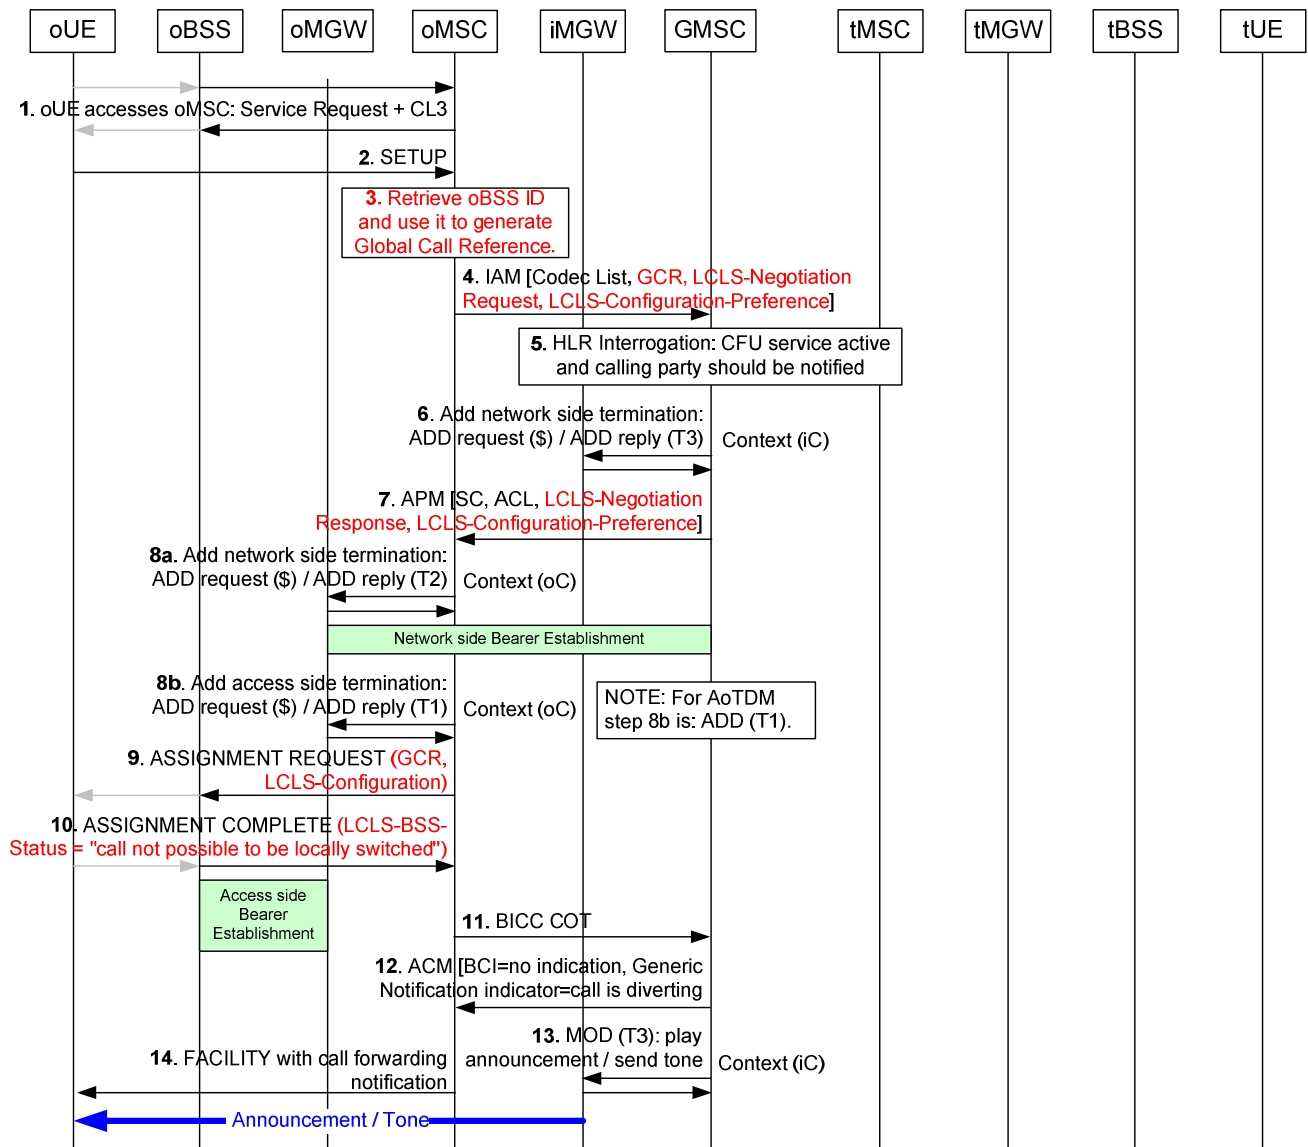 oUE oBSS oMGW oMSC iMGW GMSC tMSC tMGW tBSS tUE
1. oUE accesses oMSC: Service Request + CL3
2. SETUP
3. Retrieve oBSS ID
and use it to generate
Global Call Reference.
4. IAM [Codec List, GCR, LCLS-Negotiation
Request, LCLS-Configuration-Preference]
5. HLR Interrogation: CFU service active
and calling party should be notified
6. Add network side termination:
ADD request ($) / ADD reply (T3)
Context (iC)
7. APM [SC, ACL, LCLS-Negotiation
Response, LCLS-Configuration-Preference]
8a. Add network side termination:
ADD request ($) / ADD reply (T2)
Context (oC)
Network side Bearer Establishment
8b. Add access side termination:
ADD request ($) / ADD reply (T1)
Context (oC)
NOTE: For AoTDM
step 8b is: ADD (T1).
9. ASSIGNMENT REQUEST (GCR,
LCLS-Configuration)
10. ASSIGNMENT COMPLETE (LCLS-BSS-
Status = "call not possible to be locally switched")
Access side
Bearer
Establishment
11. BICC COT
12. ACM [BCI=no indication, Generic
Notification indicator=call is diverting
13. MOD (T3): play
announcement / send tone
Context (iC)
14. FACILITY with call forwarding
notification
Announcement / Tone